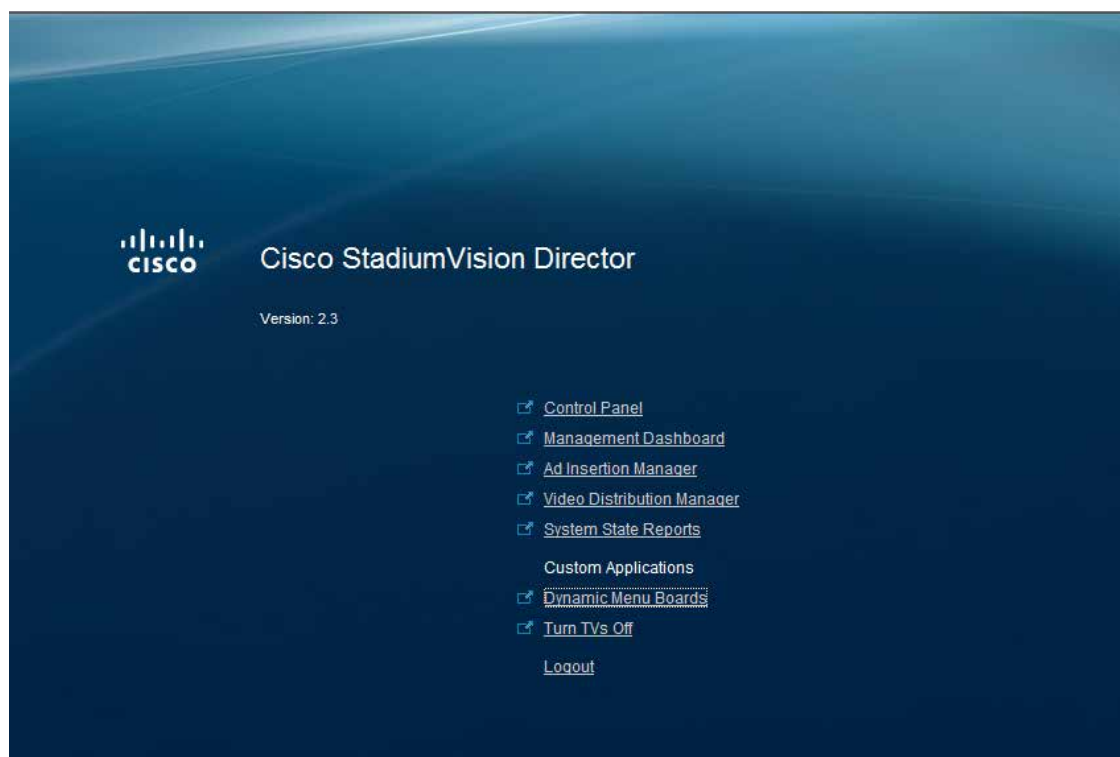 CISCO
Cisco StadiumVision Director
Version: 2.3
Control Panel
Management Dashboard
Ad Insertion Manager
Video Distribution Manager
System State Reports
Custom Applications
Dynamic Menu Boards
Turn TVs Off
Logout